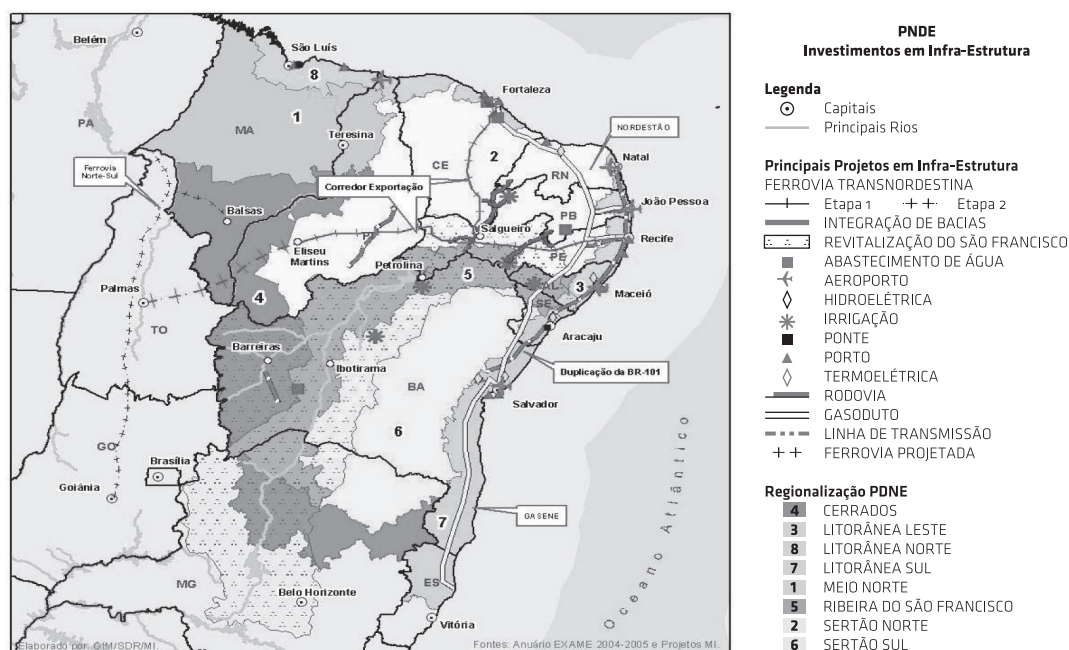 Belém
São Luís
8
Fortaleza
1
PA
MA
Teresina
NORDESTÃO
CE
2
Natal
Ferrovia
Norte-Sul
RN
Corredor Exportação
João Pessoa
Balsas
PB
Salgueiro
Recife
PI
Eliseu
Martins
PE
Petrolina
5
Palmas
4
AL
3
Maceió
SE
TO
Aracaju
Barreiras
Ibotirama
BA
Duplicação da BR-101
Salvador
6
GO
Brasília
Goiânia
7
GASENE
MG
ES
Belo Horizonte
Vitória
Oceano Atlântico
Elaborado por: GIM/SDR/MI.
Fontes: Anuário EXAME 2004-2005 e Projetos MI.
PNDE
Investimentos em Infra-Estrutura
Legenda
Capitais
Principais Rios
Principais Projetos em Infra-Estrutura
FERROVIA TRANSNORDESTINA
Etapa 1 Etapa 2
INTEGRAÇÃO DE BACIAS
REVITALIZAÇÃO DO SÃO FRANCISCO
ABASTECIMENTO DE ÁGUA
AEROPORTO
HIDROELÉTRICA
IRRIGAÇÃO
PONTE
PORTO
TERMOELÉTRICA
RODOVIA
GASODUTO
LINHA DE TRANSMISSÃO
FERROVIA PROJETADA
Regionalização PDNE
4 CERRADOS
3 LITORÂNEA LESTE
8 LITORÂNEA NORTE
7 LITORÂNEA SUL
1 MEIO NORTE
5 RIBEIRA DO SÃO FRANCISCO
2 SERTÃO NORTE
6 SERTÃO SUL